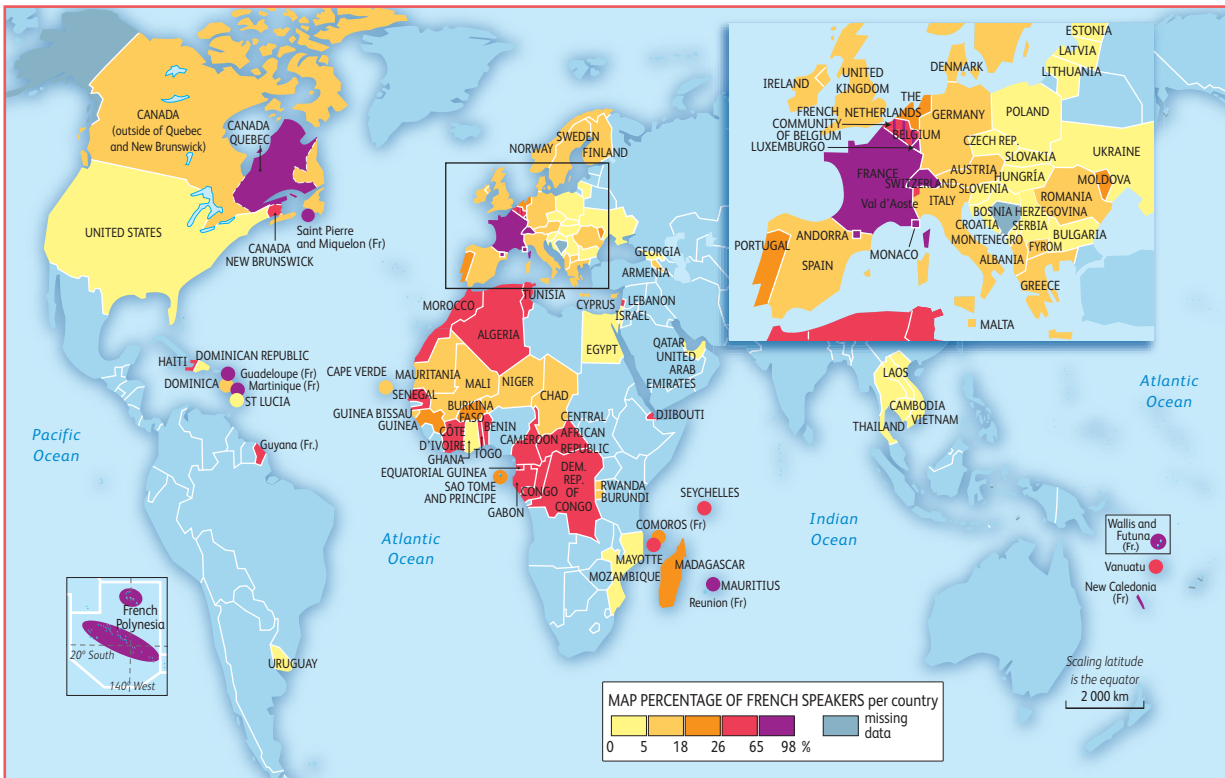 CANADA
(outside of Quebec
and New Brunswick)
CANADA
QUEBEC
UNITED STATES
CANADA
NEW BRUNSWICK
Saint Pierre
and Miquelon (Fr)
NORWAY
SWEDEN
FINLAND
GEORGIA
ARMENIA
CYPRUS
LEBANON
ISRAEL
TUNISIA
MOROCCO
ALGERIA
EGYPT
QATAR
UNITED
ARAB
EMIRATES
HAITI
DOMINICAN REPUBLIC
Guadeloupe (Fr)
DOMINICA
Martinique (Fr)
ST LUCIA
Guyana (Fr.)
URUGUAY
CAPE VERDE
MAURITANIA
MALI
NIGER
CHAD
SENEGAL
GUINEA BISSAU
GUINEA
BURKINA
FASO
CÔTE
D'IVOIRE
GHANA
TOGO
BENIN
CAMEROON
CENTRAL
AFRICAN
REPUBLIC
EQUATORIAL GUINEA
SAO TOME
AND PRINCIPE
GABON
CONGO
DEM.
REP.
OF
CONGO
RWANDA
BURUNDI
DJIBOUTI
SEYCHELLES
COMOROS (Fr)
MAYOTTE
MOZAMBIQUE
MADAGASCAR
MAURITIUS
Reunion (Fr)
LAOS
CAMBODIA
VIETNAM
THAILAND
Pacific
Ocean
Atlantic
Ocean
Indian
Ocean
Atlantic
Ocean
Wallis and
Futuna
(Fr.)
Vanuatu
New Caledonia
(Fr)
French
Polynesia
20° South
140° West
Scaling latitude
is the equator
2 000 km
ESTONIA
LATVIA
LITHUANIA
DENMARK
IRELAND
UNITED
KINGDOM
THE
NETHERLANDS
FRENCH
COMMUNITY
OF BELGIUM
BELGIUM
LUXEMBURGO
GERMANY
POLAND
CZECH REP.
SLOVAKIA
UKRAINE
FRANCE
SWITZERLAND
AUSTRIA
HUNGRÍA
MOLDOVA
SLOVENIA
ROMANIA
Val d'Aoste
ITALY
BOSNIA HERZEGOVINA
CROATIA
SERBIA
MONTENEGRO
BULGARIA
FYROM
ALBANIA
PORTUGAL
ANDORRA
SPAIN
MONACO
GREECE
MALTA
MAP PERCENTAGE OF FRENCH SPEAKERS per country
0 5 18 26 65 98 %
missing
data